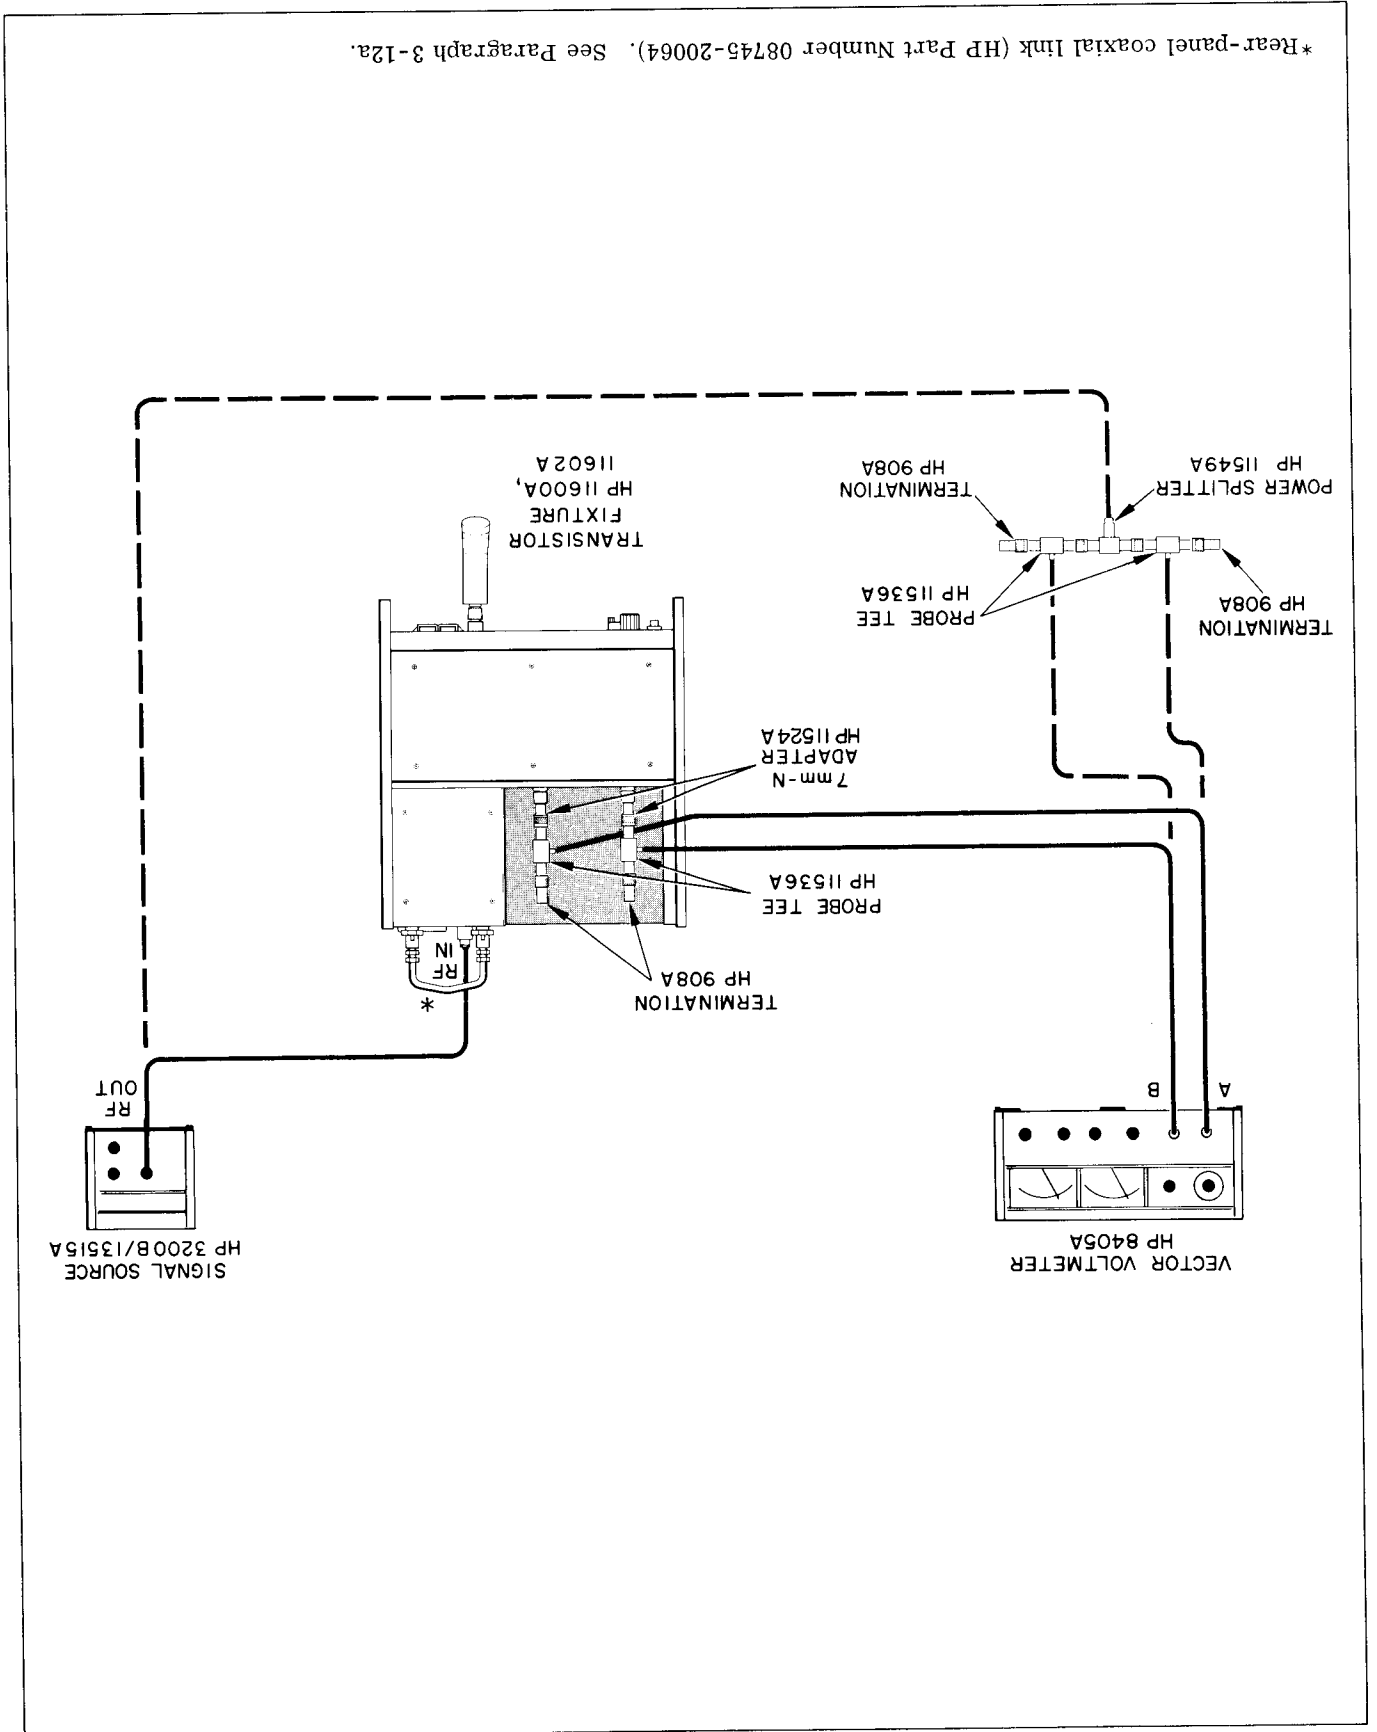 VECTOR VOLTMETER
HP 8405A
SIGNAL SOURCE
HP 3200B/13515A
A
B
RF
OUT
TERMINATION
HP 908A
*
RF
IN
PROBE TEE
HP 11536A
7mm-N
ADAPTER
HP 11524A
TERMINATION
HP 908A
PROBE TEE
HP 11536A
POWER SPLITTER
HP 11549A
TERMINATION
HP 908A
TRANSISTOR
FIXTURE
HP 11600A,
11602A
*Rear-panel coaxial link (HP Part Number 08745-20064). See Paragraph 3-12a.